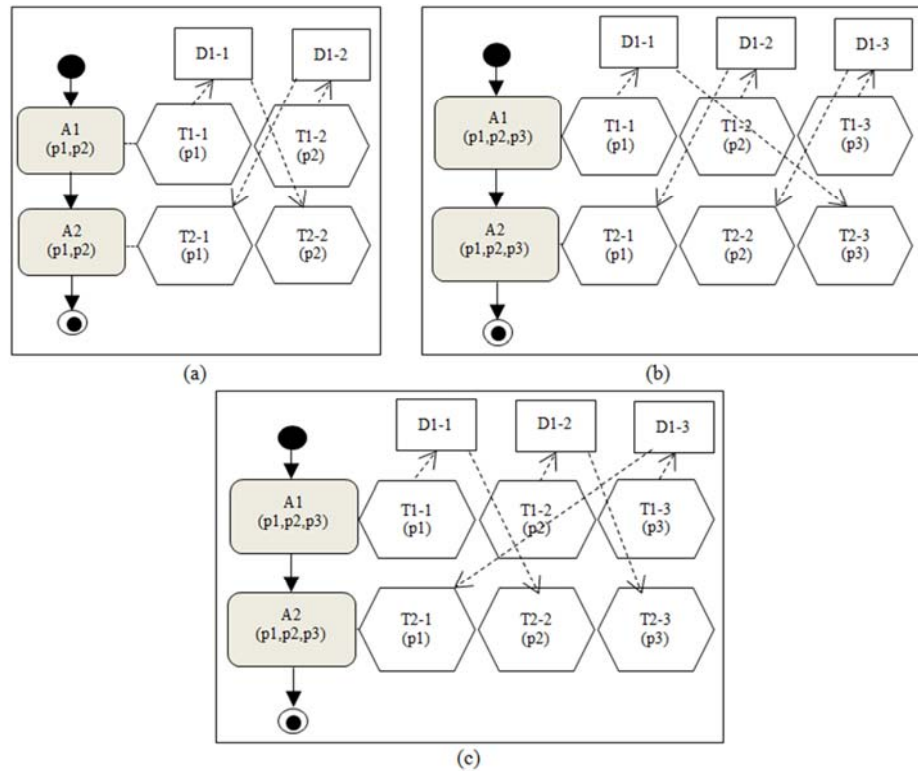 D1-1
D1-2
A1
(p1,p2)
T1-1
(p1)
T1-2
(p2)
A2
(p1,p2)
T2-1
(p1)
T2-2
(p2)
(a)
D1-1
D1-2
D1-3
A1
(p1,p2,p3)
T1-1
(p1)
T1-2
(p2)
T1-3
(p3)
A2
(p1,p2,p3)
T2-1
(p1)
T2-2
(p2)
T2-3
(p3)
(b)
D1-1
D1-2
D1-3
A1
(p1,p2,p3)
T1-1
(p1)
T1-2
(p2)
T1-3
(p3)
A2
(p1,p2,p3)
T2-1
(p1)
T2-2
(p2)
T2-3
(p3)
(c)